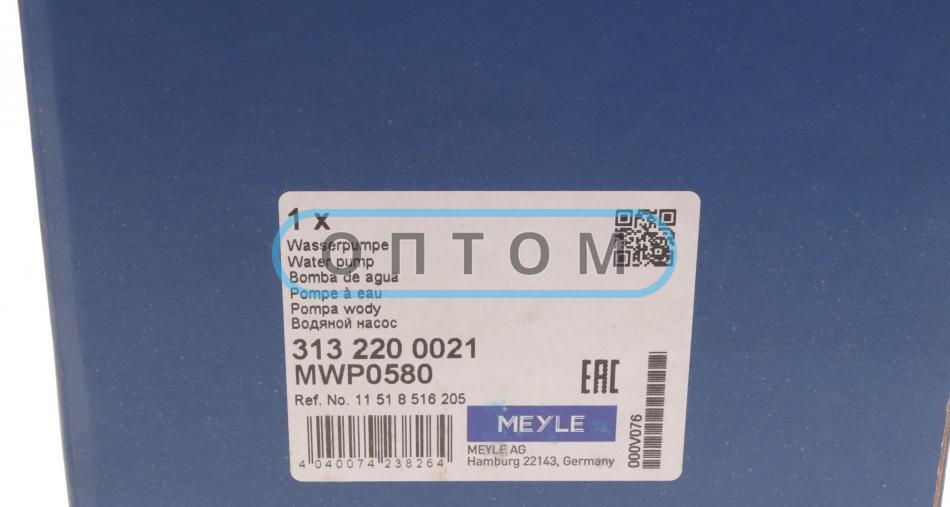 1 x
Wasserpumpe
Water pump
Bomba de agua
Pompe à eau
Pompa wody
Водяной насос
ОПТОМ
313 220 0021
MWP0580
EAC
Ref. No. 11 51 8 516 205
MEYLE
MEYLE AG
Hamburg 22143, Germany
4 040074 238264
000V076